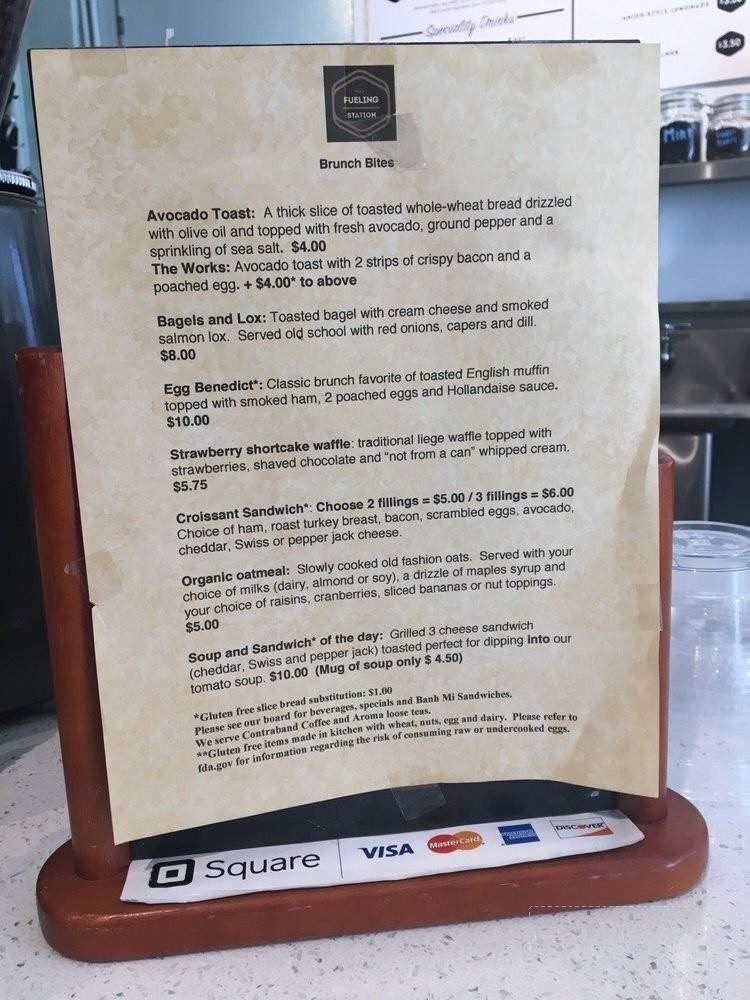 Speciality Drinks
$3.50
MINT
FUELING
STATION
Brunch Bites
Avocado Toast: A thick slice of toasted whole-wheat bread drizzled
with olive oil and topped with fresh avocado, ground pepper and a
sprinkling of sea salt. $4.00
The Works: Avocado toast with 2 strips of crispy bacon and a
poached egg. + $4.00* to above
Bagels and Lox: Toasted bagel with cream cheese and smoked
salmon lox. Served old school with red onions, capers and dill.
$8.00
Egg Benedict*: Classic brunch favorite of toasted English muffin
topped with smoked ham, 2 poached eggs and Hollandaise sauce.
$10.00
Strawberry shortcake waffle: traditional liege waffle topped with
strawberries, shaved chocolate and "not from a can" whipped cream.
$5.75
Croissant Sandwich*: Choose 2 fillings = $5.00 / 3 fillings = $6.00
Choice of ham, roast turkey breast, bacon, scrambled eggs, avocado,
cheddar, Swiss or pepper jack cheese.
Organic oatmeal: Slowly cooked old fashion oats. Served with your
choice of milks (dairy, almond or soy), a drizzle of maples syrup and
your choice of raisins, cranberries, sliced bananas or nut toppings.
$5.00
Soup and Sandwich* of the day: Grilled 3 cheese sandwich
(cheddar, Swiss and pepper jack) toasted perfect for dipping into our
tomato soup. $10.00 (Mug of soup only $ 4.50)
*Gluten free slice bread substitution: $1.00
Please see our board for beverages, specials and Banh Mi Sandwiches.
We serve Contraband Coffee and Aroma loose teas.
**Gluten free items made in kitchen with wheat, nuts, egg and dairy. Please refer to
fda.gov for information regarding the risk of consuming raw or undercooked eggs.
Square VISA MasterCard AMERICAN EXPRESS DISCOVER